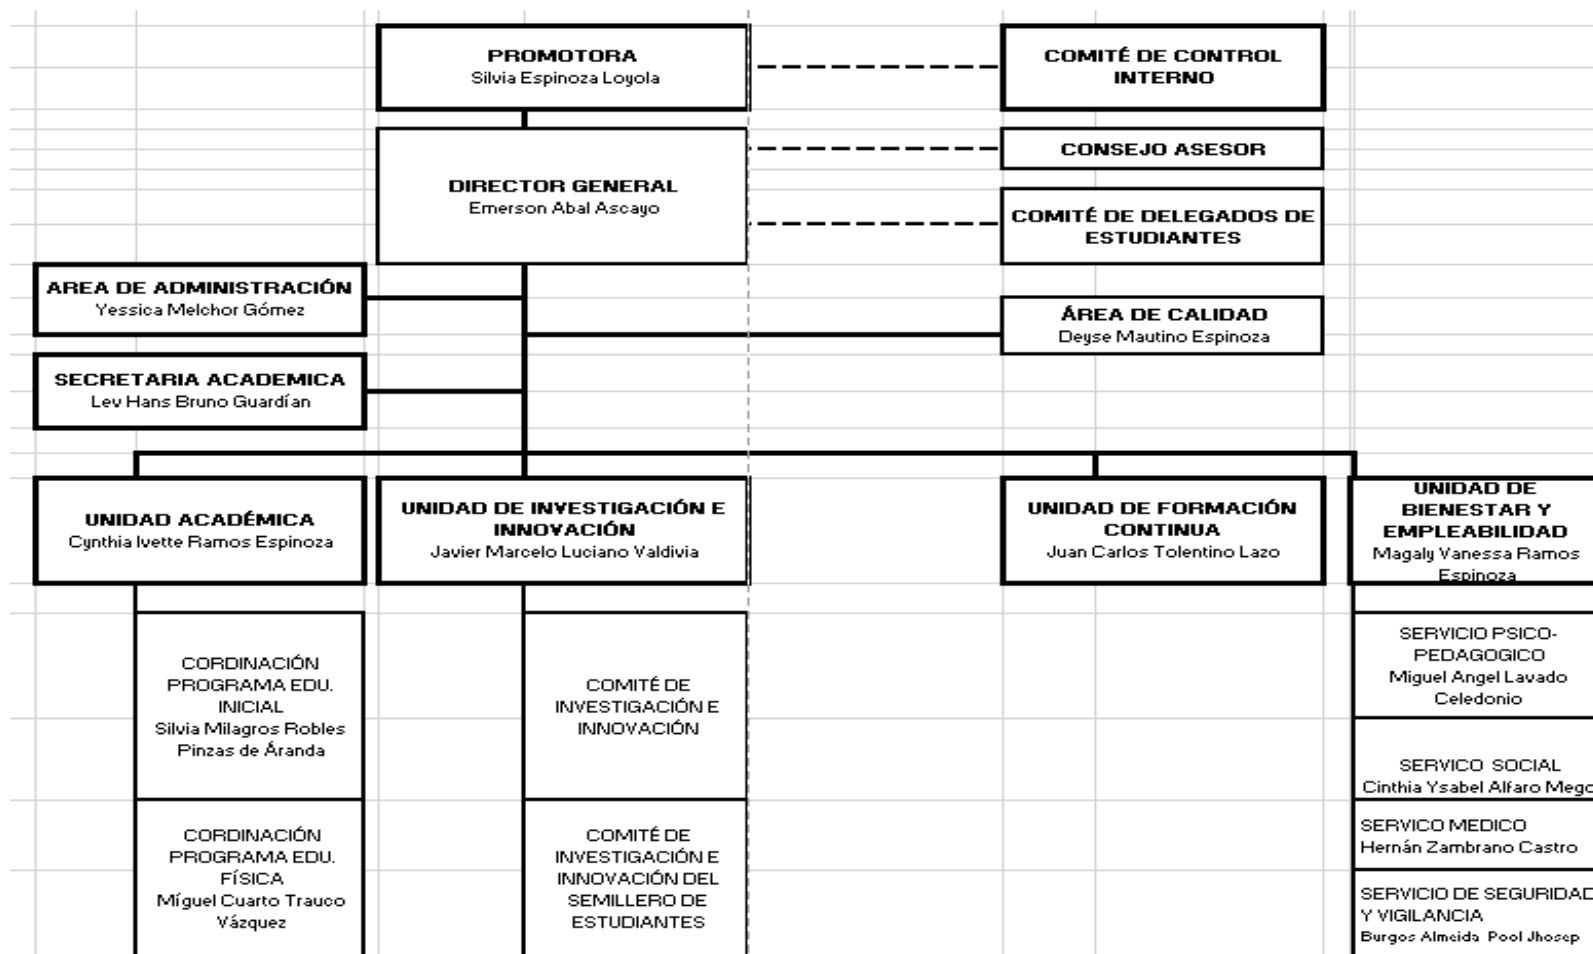 PROMOTORA
Silvia Espinoza Loyola
COMITÉ DE CONTROL
INTERNO
CONSEJO ASESOR
DIRECTOR GENERAL
Emerson Abal Ascayo
COMITÉ DE DELEGADOS DE
ESTUDIANTES
AREA DE ADMINISTRACIÓN
Yessica Melchor Gómez
ÁREA DE CALIDAD
Deyse Mautino Espinoza
SECRETARIA ACADEMICA
Lev Hans Bruno Guardían
UNIDAD ACADÉMICA
Cynthia Ivette Ramos Espinoza
UNIDAD DE INVESTIGACIÓN E
INNOVACIÓN
Javier Marcelo Luciano Valdivia
UNIDAD DE FORMACIÓN
CONTINUA
Juan Carlos Tolentino Lazo
UNIDAD DE
BIENESTAR Y
EMPLEABILIDAD
Magaly Vanessa Ramos
Espinoza
CORDINACIÓN
PROGRAMA EDU.
INICIAL
Silvia Milagros Robles
Pinzas de Áranda
COMITÉ DE
INVESTIGACIÓN E
INNOVACIÓN
SERVICIO PSICO-
PEDAGOGICO
Miguel Angel Lavado
Celedonio
SERVICO SOCIAL
Cinthia Ysabel Alfaro Mego
CORDINACIÓN
PROGRAMA EDU.
FÍSICA
Míguel Cuarto Trauco
Vázquez
COMITÉ DE
INVESTIGACIÓN E
INNOVACIÓN DEL
SEMILLERO DE
ESTUDIANTES
SERVICO MEDICO
Hernán Zambrano Castro
SERVICIO DE SEGURIDAD
Y VIGILANCIA
Burgos Almeida Pool Jhosep